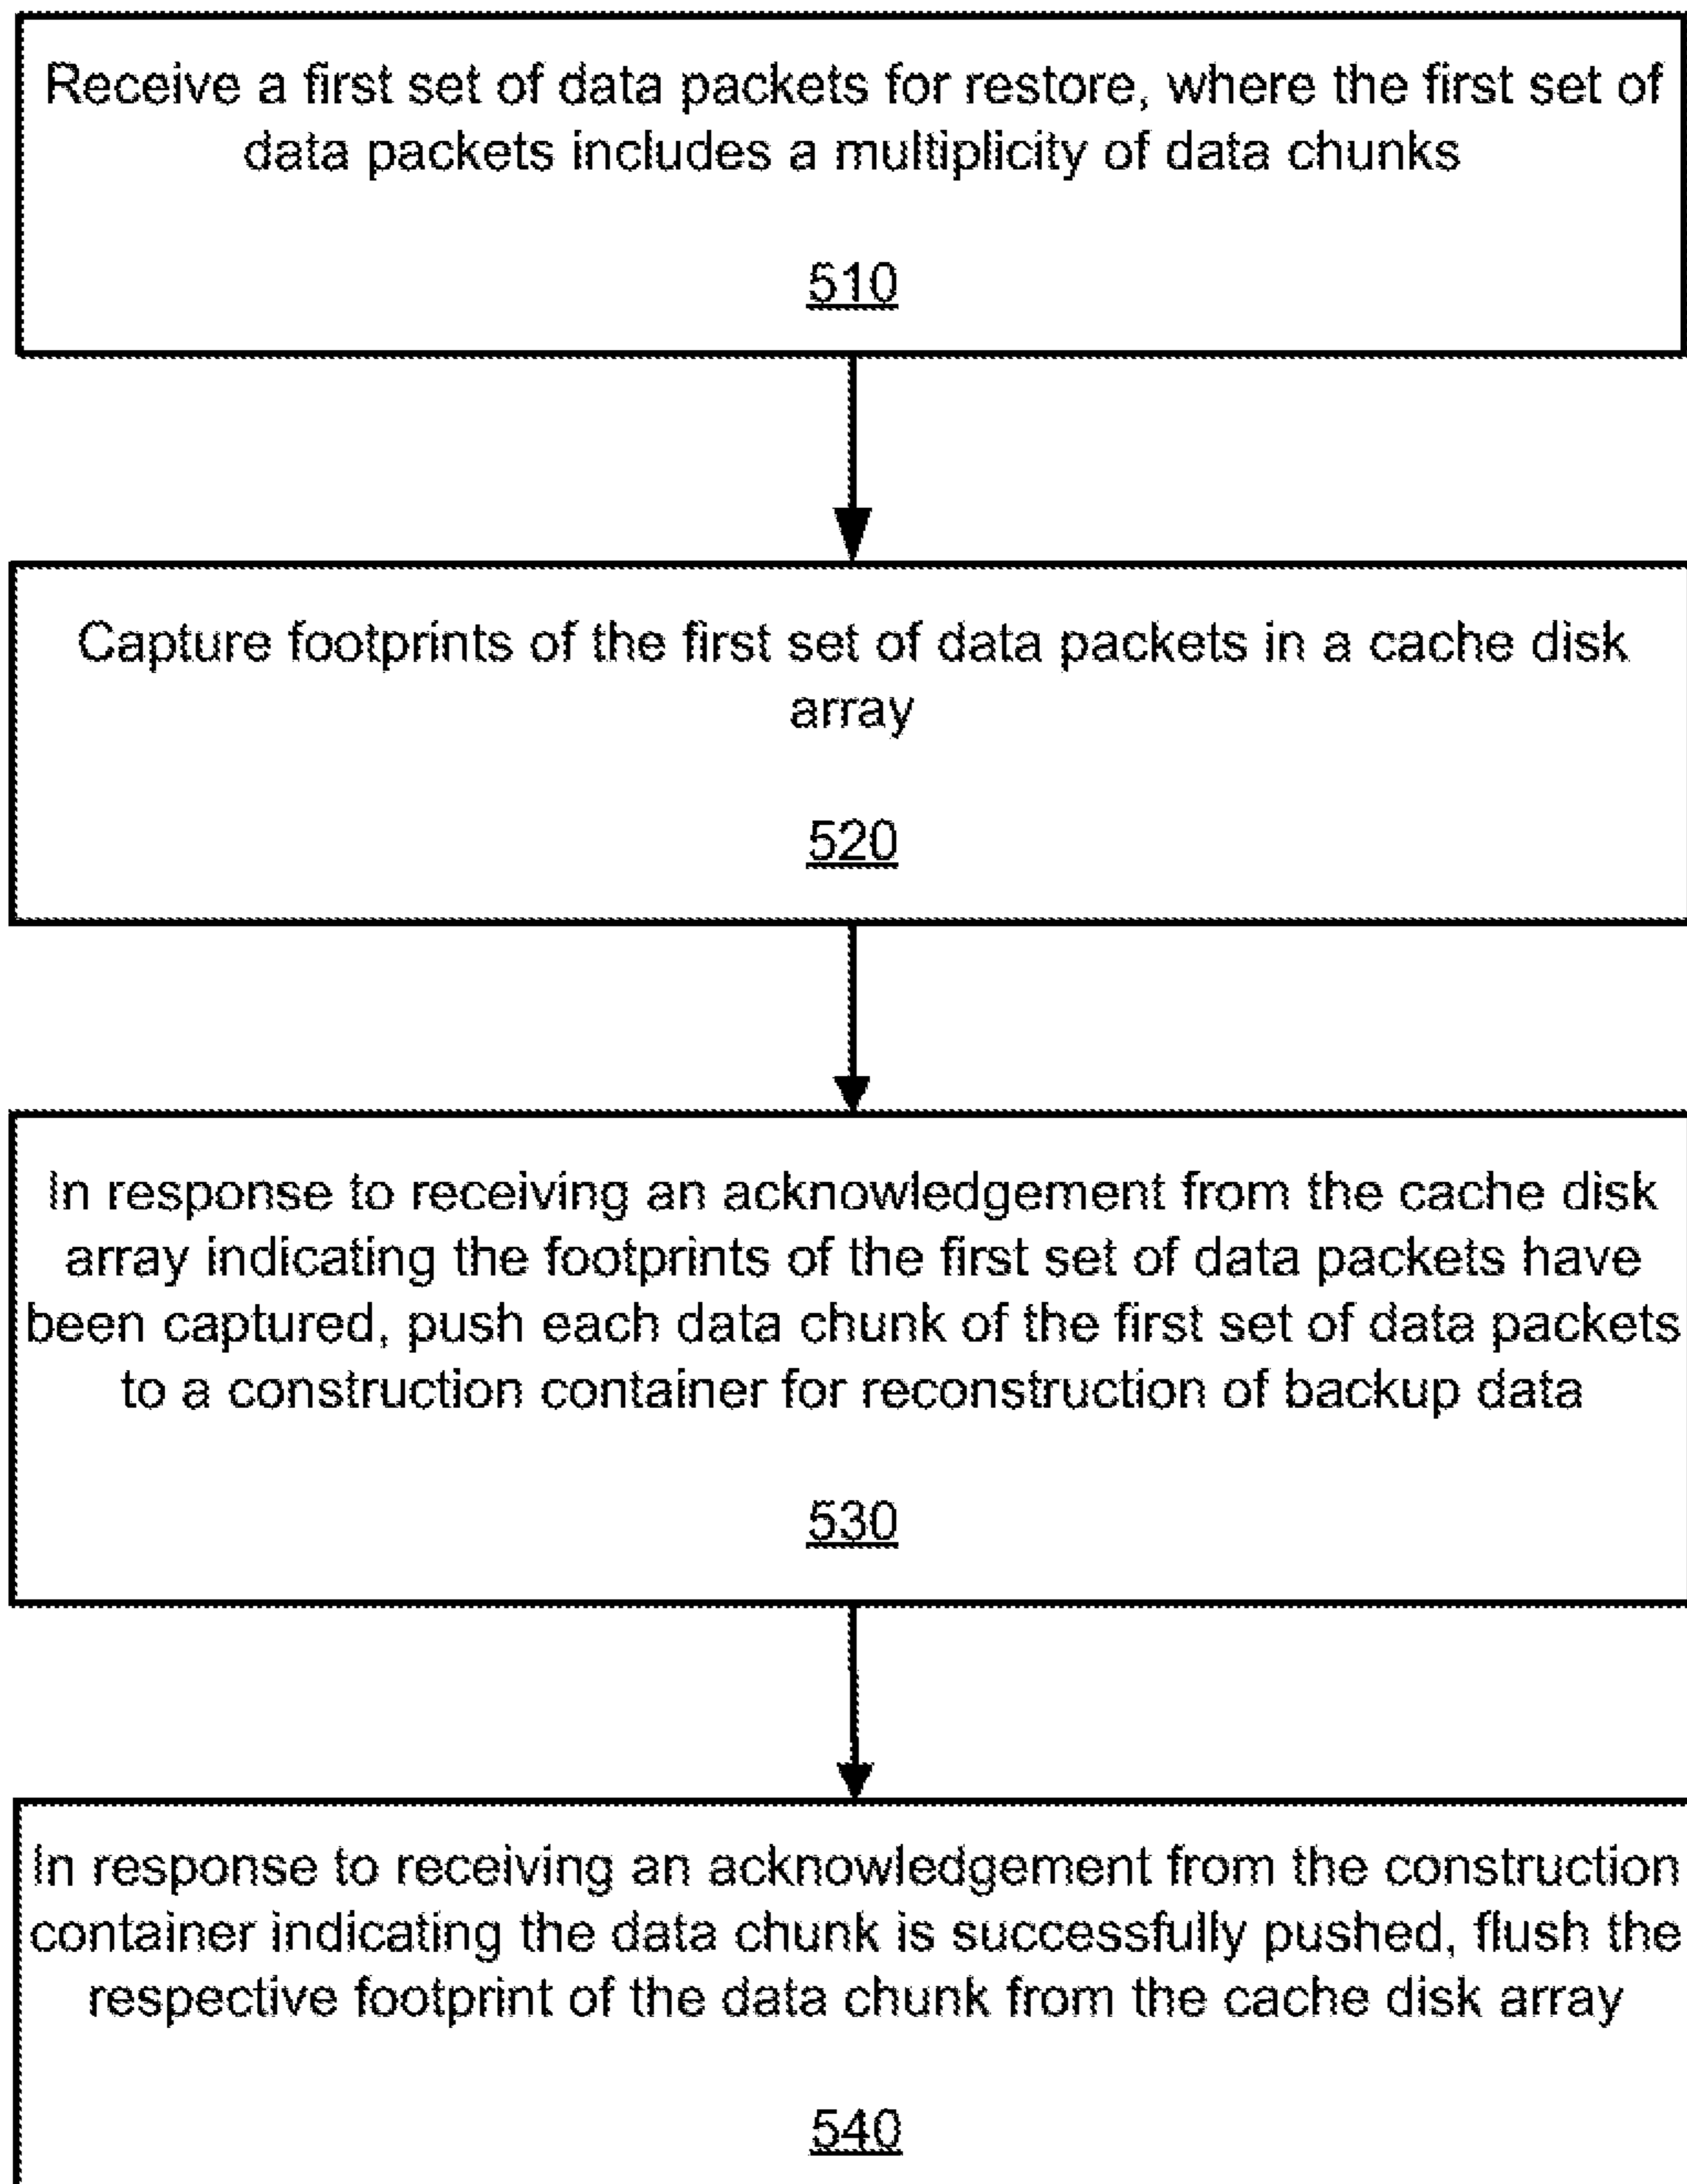 Receive a first set of data packets for restore, where the first set of
data packets includes a multiplicity of data chunks
510
Capture footprints of the first set of data packets in a cache disk
array
520
In response to receiving an acknowledgement from the cache disk
array indicating the footprints of the first set of data packets have
been captured, push each data chunk of the first set of data packets
to a construction container for reconstruction of backup data
530
In response to receiving an acknowledgement from the construction
container indicating the data chunk is successfully pushed, flush the
respective footprint of the data chunk from the cache disk array
540